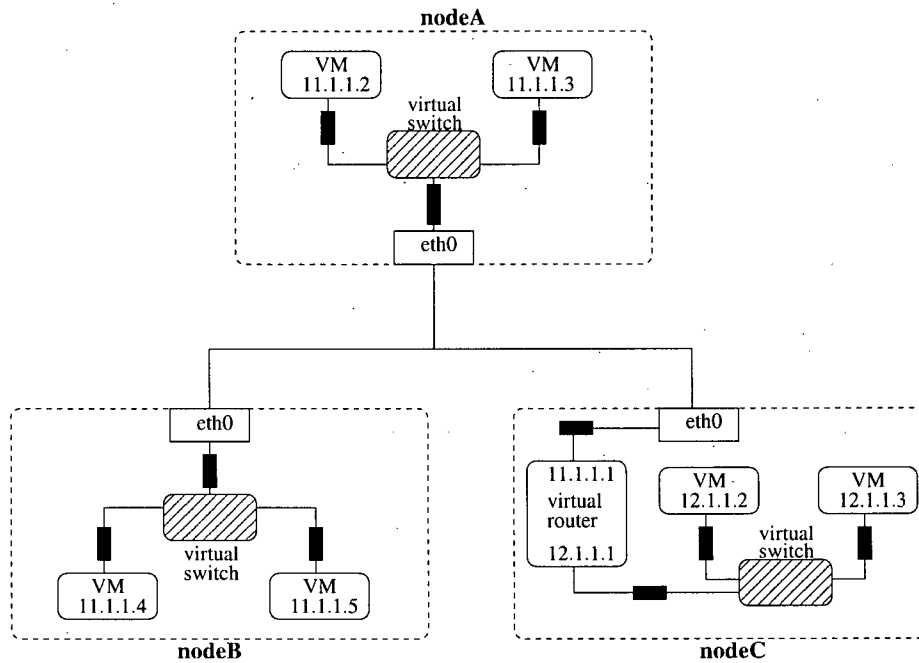 nodeA
VM
11.1.1.2
VM
11.1.1.3
virtual
switch
eth0
eth0
virtual
switch
VM
11.1.1.4
VM
11.1.1.5
nodeB
eth0
11.1.1.1
virtual
router
12.1.1.1
VM
12.1.1.2
VM
12.1.1.3
virtual
switch
nodeC